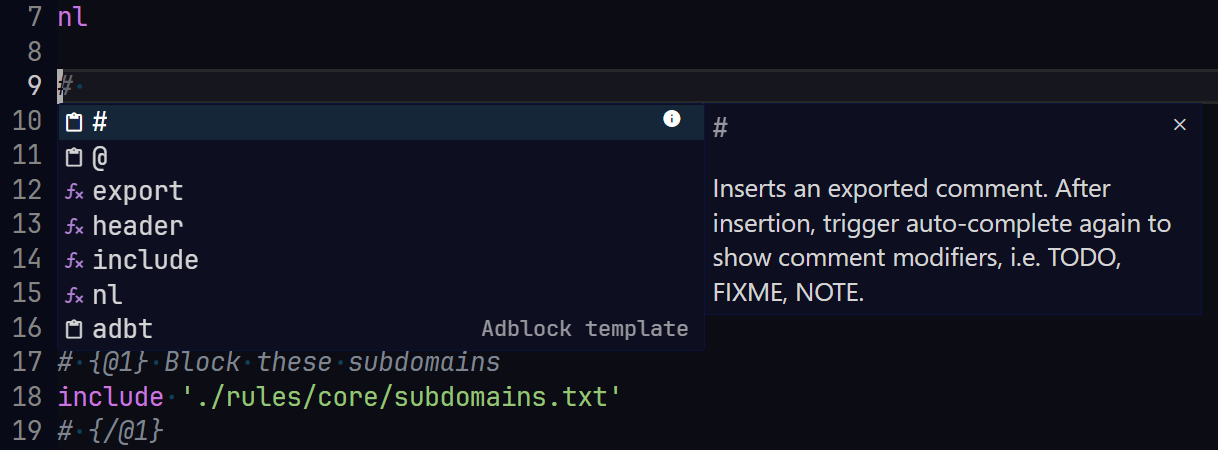 7 nl
8
9 #
10 #
11 @
12 export
13 header
14 include
15 nl
16 adbt Adblock template
#
Inserts an exported comment. After
insertion, trigger auto-complete again to
show comment modifiers, i.e. TODO,
FIXME, NOTE.
17 # {@1} Block these subdomains
18 include './rules/core/subdomains.txt'
19 # {/@1}